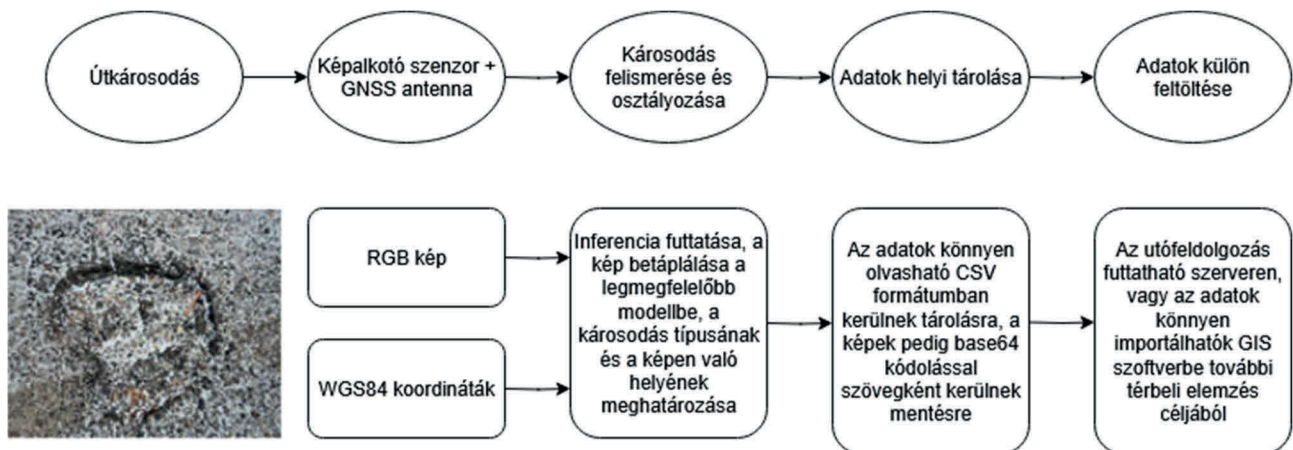 Útkárosodás
Képalkotó szenzor +
GNSS antenna
Károsodás
felismerése és
osztályozása
Adatok helyi tárolása
Adatok külön
feltöltése
RGB kép
WGS84 koordináták
Inferencia futtatása, a
kép betáplálása a
legmegfelelőbb
modellbe, a
károsodás típusának
és a képen való
helyének
meghatározása
Az adatok könnyen
olvasható CSV
formátumban
kerülnek tárolásra, a
képek pedig base64
kódolással
szövegként kerülnek
mentésre
Az utófeldolgozás
futtatható szerveren,
vagy az adatok
könnyen
importálhatók GIS
szoftverbe további
térbeli elemzés
céljából